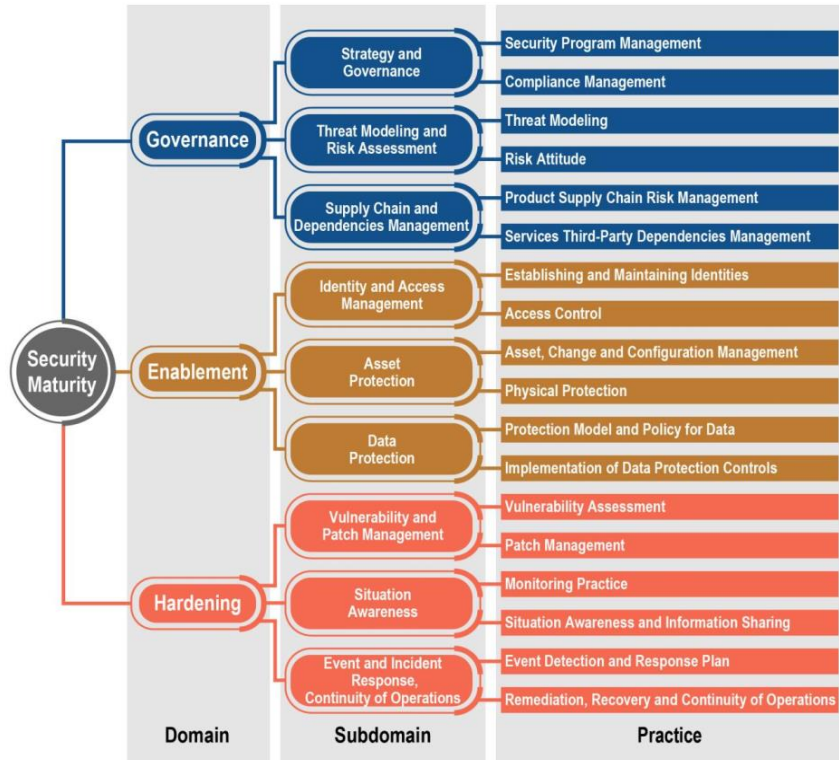 Security
Maturity
Governance
Strategy and
Governance
Security Program Management
Compliance Management
Threat Modeling and
Risk Assessment
Threat Modeling
Risk Attitude
Supply Chain and
Dependencies Management
Product Supply Chain Risk Management
Services Third-Party Dependencies Management
Enablement
Identity and Access
Management
Establishing and Maintaining Identities
Access Control
Asset
Protection
Asset, Change and Configuration Management
Physical Protection
Data
Protection
Protection Model and Policy for Data
Implementation of Data Protection Controls
Hardening
Vulnerability and
Patch Management
Vulnerability Assessment
Patch Management
Situation
Awareness
Monitoring Practice
Situation Awareness and Information Sharing
Event and Incident
Response,
Continuity of Operations
Event Detection and Response Plan
Remediation, Recovery and Continuity of Operations
Domain
Subdomain
Practice